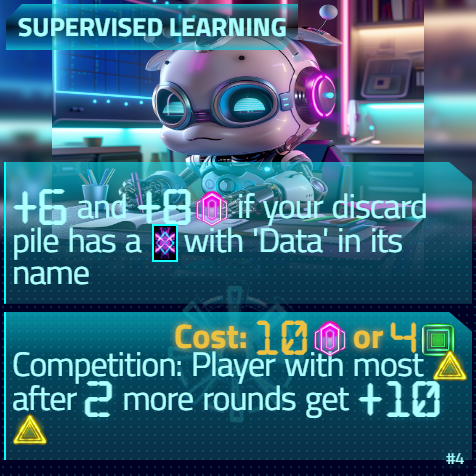 SUPERVISED LEARNING
+6 and +8 if your discard
pile has a with 'Data' in its
name
Cost: 10 or 4
Competition: Player with most
after 2 more rounds get +10
#4